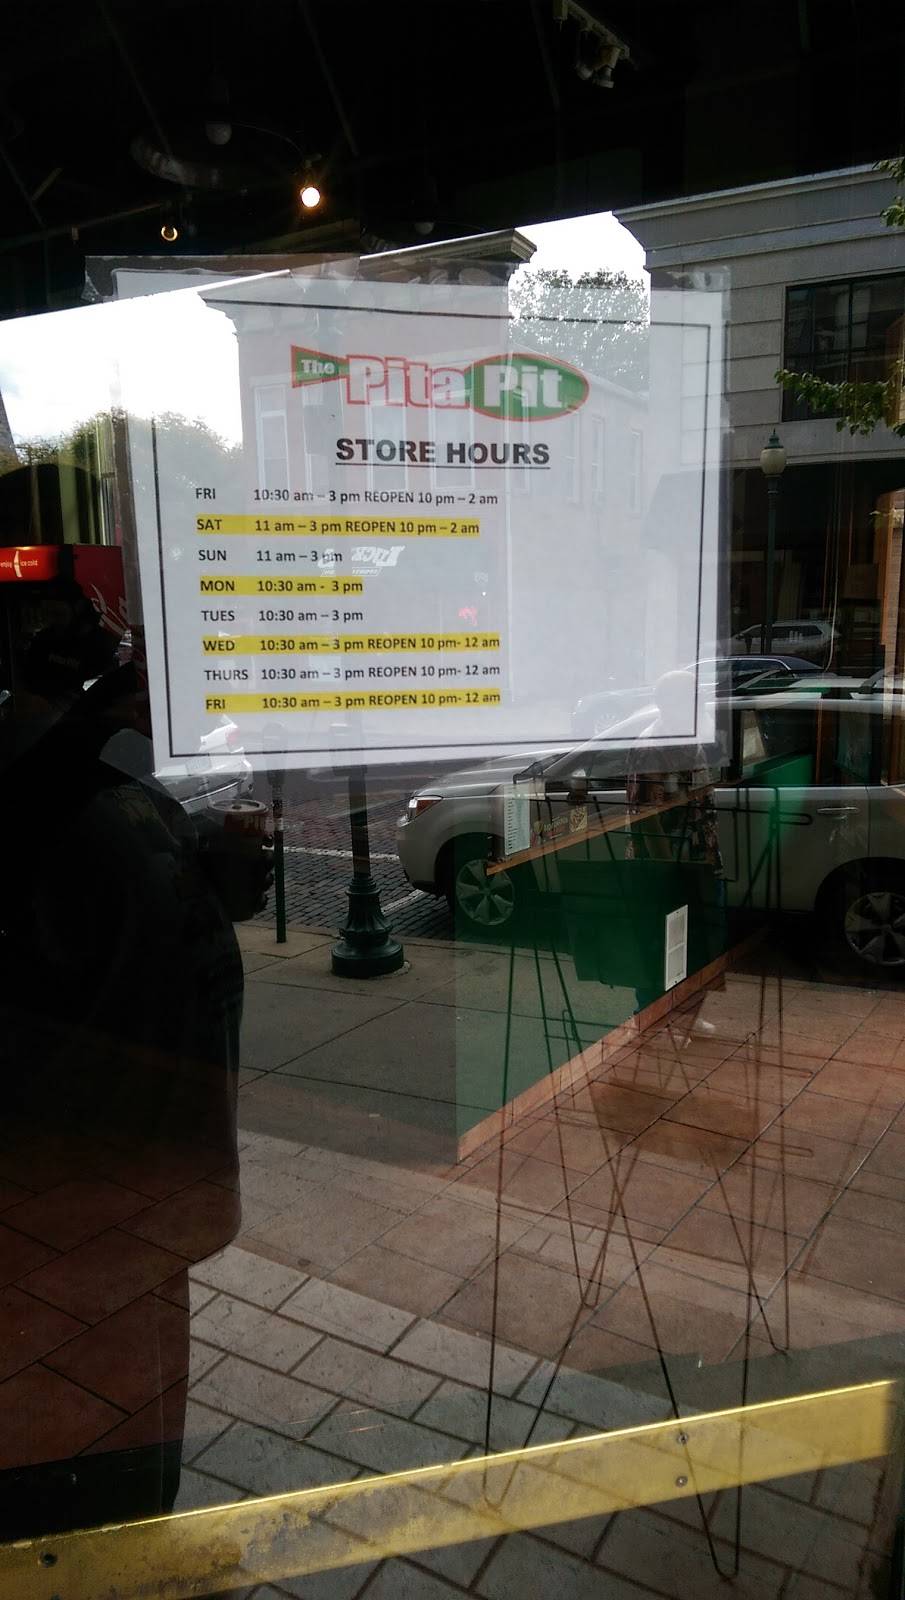 The Pita Pit
STORE HOURS
FRI 10:30 am – 3 pm REOPEN 10 pm – 2 am
SAT 11 am – 3 pm REOPEN 10 pm – 2 am
SUN 11 am – 3 pm
MON 10:30 am - 3 pm
TUES 10:30 am – 3 pm
WED 10:30 am – 3 pm REOPEN 10 pm- 12 am
THURS 10:30 am – 3 pm REOPEN 10 pm- 12 am
FRI 10:30 am – 3 pm REOPEN 10 pm- 12 am
enjoy ice cold